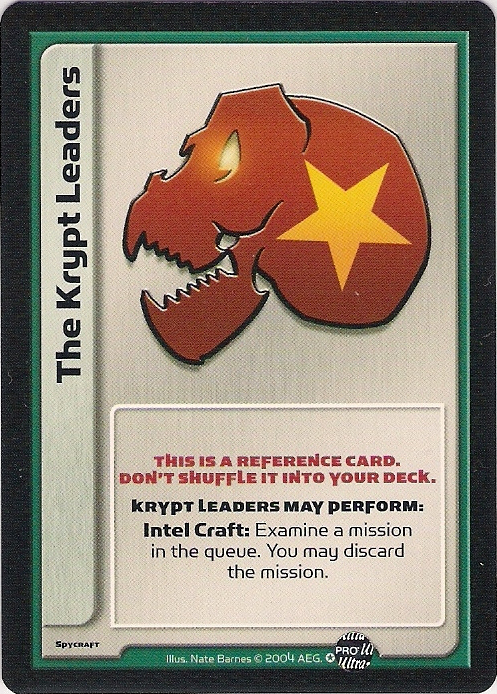 The Krypt Leaders
THIS IS A REFERENCE CARD.
DON'T SHUFFLE IT INTO YOUR DECK.
KRYPT LEADERS MAY PERFORM:
Intel Craft: Examine a mission
in the queue. You may discard
the mission.
SPYCRAFT
Illus. Nate Barnes © 2004 AEG.
PRO
Ultra